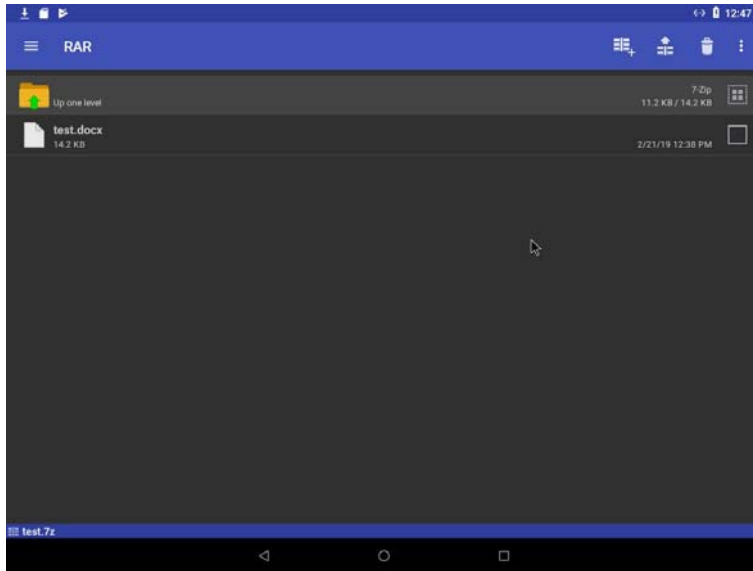 12:47
RAR
7-Zip
Up one level
11.2 KB / 14.2 KB
test.docx
14.2 KB
2/21/19 12:38 PM
test.7z